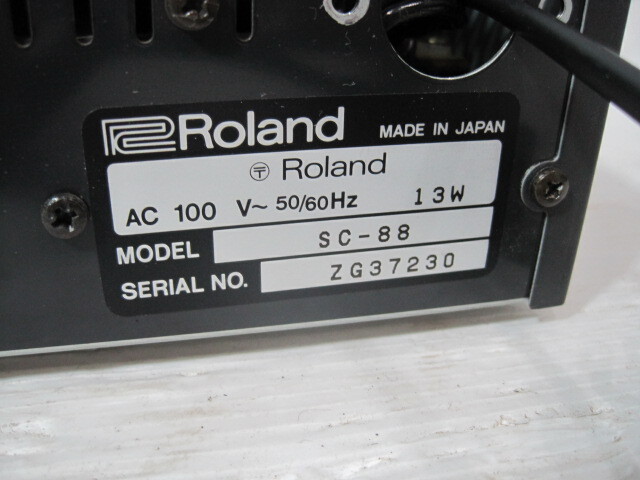 Roland MADE IN JAPAN
〒 Roland
AC 100 V~ 50/60Hz 13W
MODEL SC-88
SERIAL NO. ZG37230